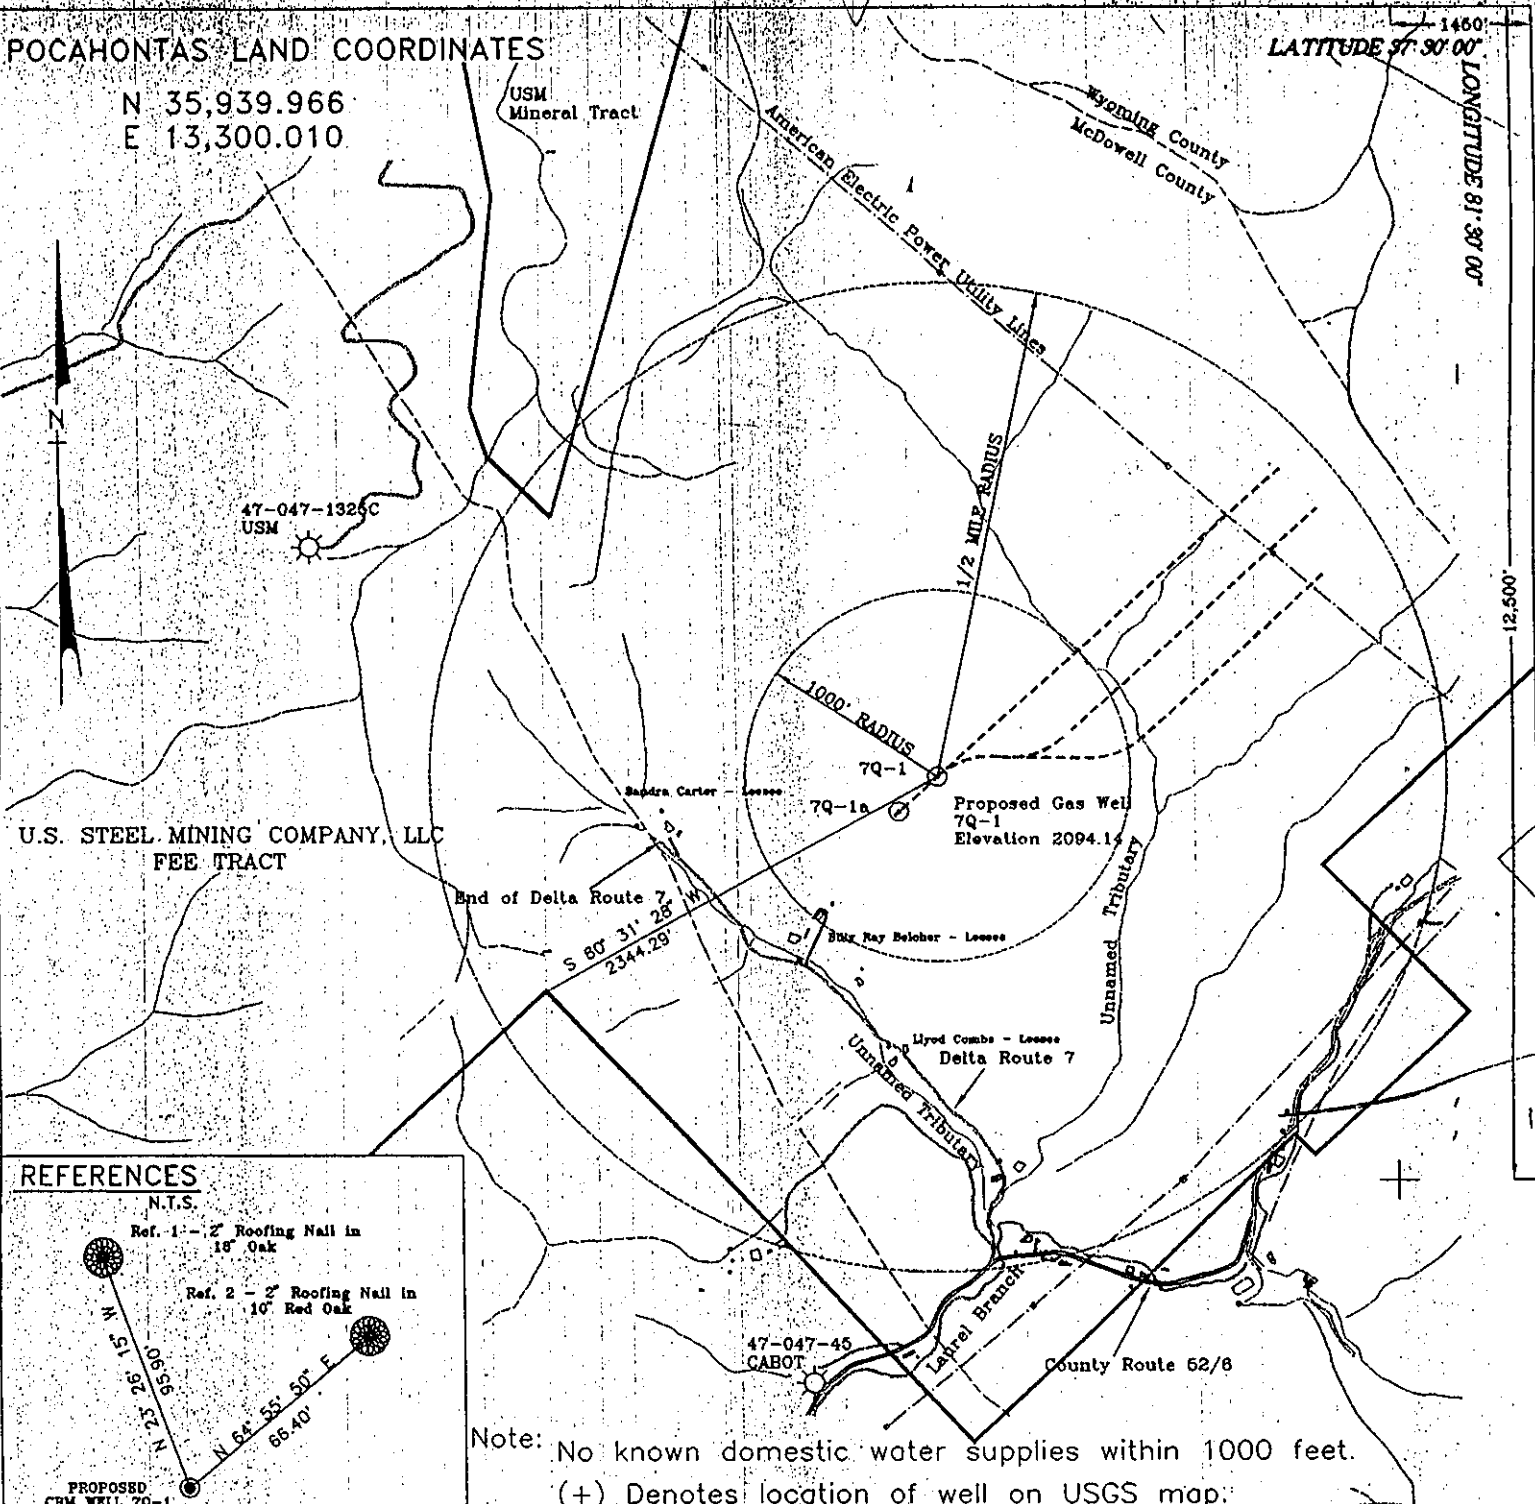 POCAHONTAS LAND COORDINATES
N 35,939.966
E 13,300.010
USM
Mineral Tract
1460'
LATITUDE 37° 30' 00"
LONGITUDE 81° 30' 00
Wyoming County
McDowell County
American Electric Power Utility Lines
N
47-047-1326C
USM
1/2 MILE RADIUS
12,500'
1000' RADIUS
7Q-1
7Q-1a
Proposed Gas Well
7Q-1
Elevation 2094.14
Sandra Carter - Lessee
U.S. STEEL MINING COMPANY, LLC
FEE TRACT
End of Delta Route 7
S 60° 31' 28" W
2344.29'
Billy Ray Belcher - Lessee
Unnamed Tributary
Llyod Combs - Lessee
Delta Route 7
Unnamed Tributary
REFERENCES
N.T.S.
Ref. 1 - 2" Roofing Nail in
18" Oak
Ref. 2 - 2" Roofing Nail in
10" Red Oak
N 23° 26' 15" W
95.90'
N 64° 55' 50" E
66.40'
PROPOSED
CBM WELL 7Q-1
47-047-45
CABOT
Laurel Branch
County Route 52/6
Note: No known domestic water supplies within 1000 feet.
(+) Denotes location of well on USGS map.